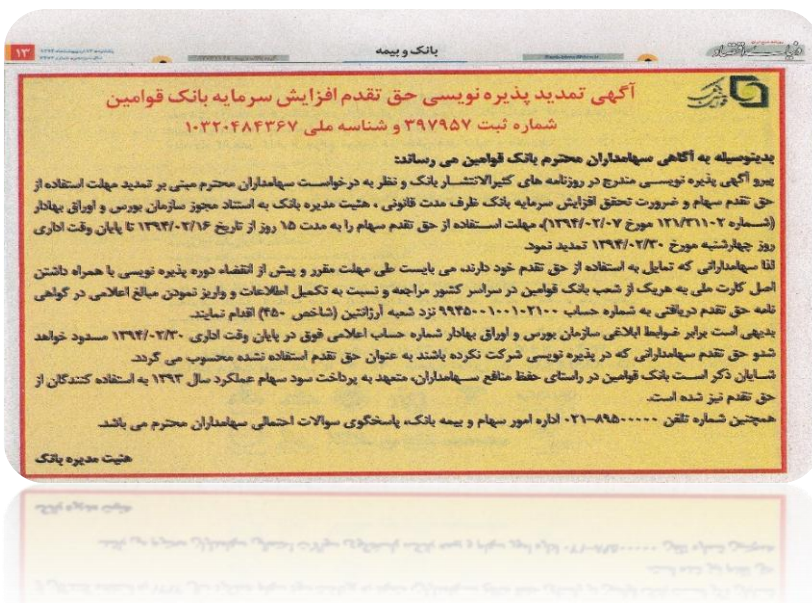 ۱۳
بانک و بیمه
آگهی تمدید پذیره نویسی حق تقدم افزایش سرمایه بانک قوامین
شماره ثبت ۳۹۷۹۵۷ و شناسه ملی ۱۰۳۲۰۴۸۴۳۶۷
بدینوسیله به آگاهی سهامداران محترم بانک قوامین می رساند:
پیرو آگهی پذیره نویسی مندرج در روزنامه های کثیرالانتشار بانک و نظر به درخواست سهامداران محترم مبنی بر تمدید مهلت استفاده از
حق تقدم سهام و ضرورت تحقق افزایش سرمایه بانک ظرف مدت قانونی ، هئیت مدیره بانک به استناد مجوز سازمان بورس و اوراق بهادار
(شماره ۱۲۱/۳۱۱۰۲ مورخ ۱۳۹۴/۰۲/۰۷)، مهلت استفاده از حق تقدم سهام را به مدت ۱۵ روز از تاریخ ۱۳۹۴/۰۲/۱۶ تا پایان وقت اداری
روز چهارشنبه مورخ ۱۳۹۴/۰۲/۳۰ تمدید نمود.
لذا سهامدارانی که تمایل به استفاده از حق تقدم خود دارند، می بایست طی مهلت مقرر و پیش از انقضاء دوره پذیره نویسی با همراه داشتن
اصل کارت ملی به هریک از شعب بانک قوامین در سراسر کشور مراجعه و نسبت به تکمیل اطلاعات و واریز نمودن مبالغ اعلامی در گواهی
نامه حق تقدم دریافتی به شماره حساب ۹۹۴۵۰۰۱۰۰۱۰۲۱۰۰ نزد شعبه آرژانتین (شاخص ۴۵۰) اقدام نمایند.
بدیهی است برابر ضوابط ابلاغی سازمان بورس و اوراق بهادار شماره حساب اعلامی فوق در پایان وقت اداری ۱۳۹۴/۰۲/۳۰ مسدود خواهد
شدو حق تقدم سهامدارانی که در پذیره نویسی شرکت نکرده باشند به عنوان حق تقدم استفاده نشده محسوب می گردد.
شایان ذکر است بانک قوامین در راستای حفظ منافع سهامداران، متعهد به پرداخت سود سهام عملکرد سال ۱۳۹۳ به استفاده کنندگان از
حق تقدم نیز شده است.
همچنین شماره تلفن ۸۹۵۰۰۰۰۰-۰۲۱ اداره امور سهام و بیمه بانک، پاسخگوی سوالات احتمالی سهامداران محترم می باشد.
هئیت مدیره بانک